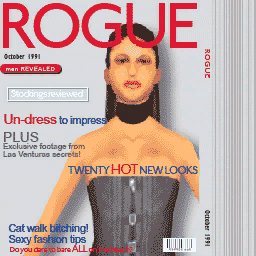 ROGUE
October 1991
men REVEALED
Stockings reviewed
Un-dress to impress
PLUS
Exclusive footage from
Las Venturas secrets!
TWENTY HOT NEW LOOKS
Cat walk bitching!
Sexy fashion tips
Do you dare to bare ALL on
ROGUE
October 1991